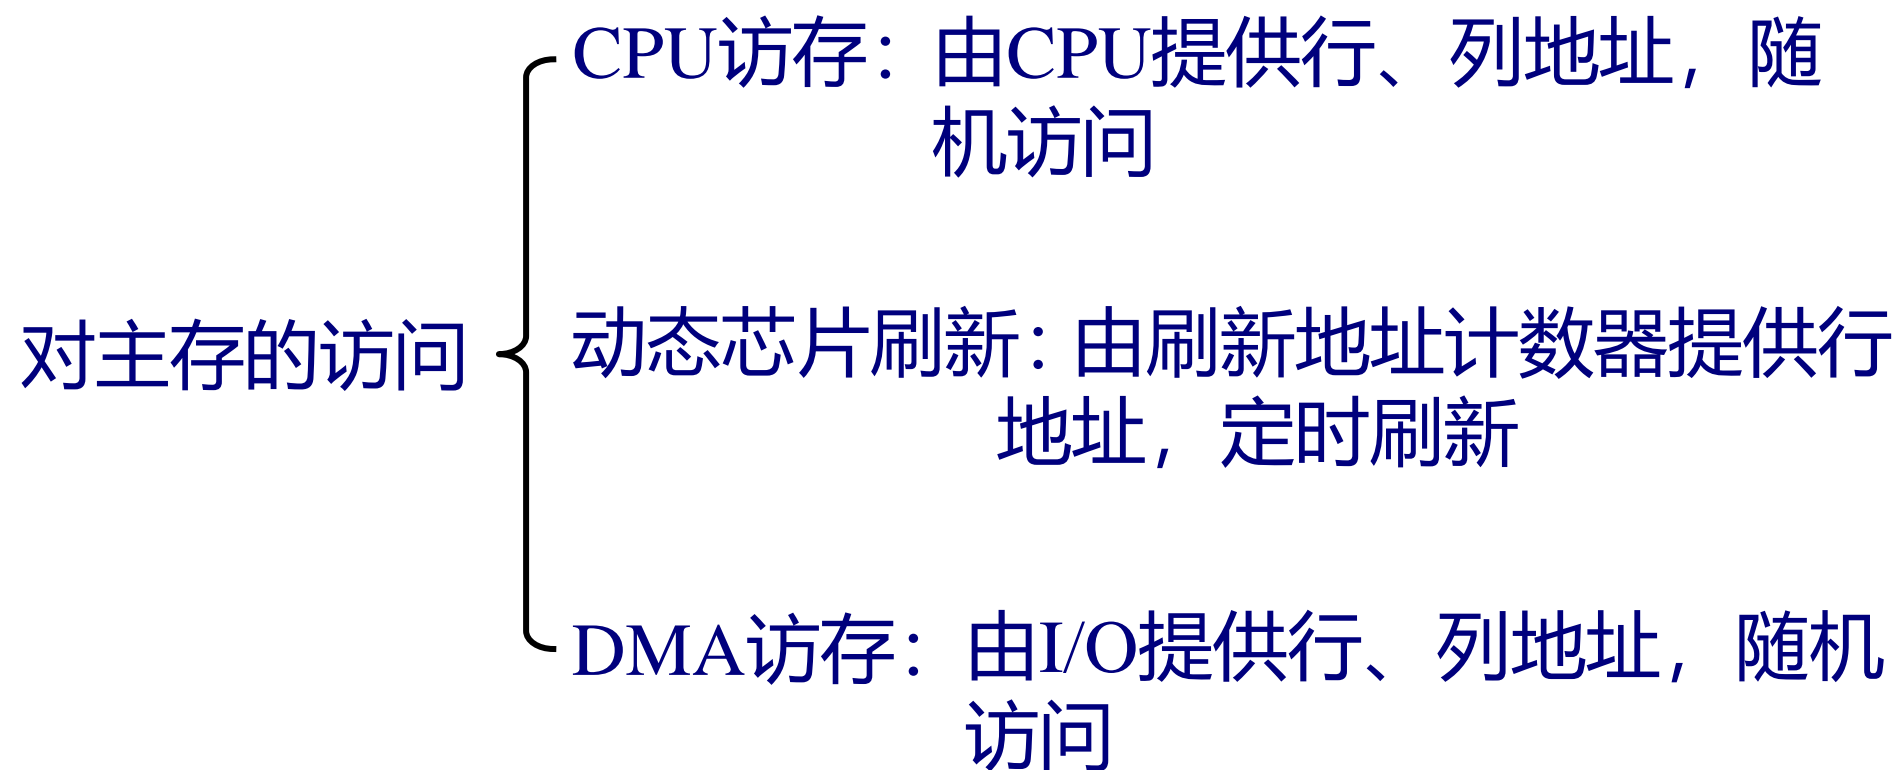 对主存的访问
CPU访存：由CPU提供行、列地址，随
机访问
动态芯片刷新：由刷新地址计数器提供行
地址，定时刷新
DMA访存：由I/O提供行、列地址，随机
访问